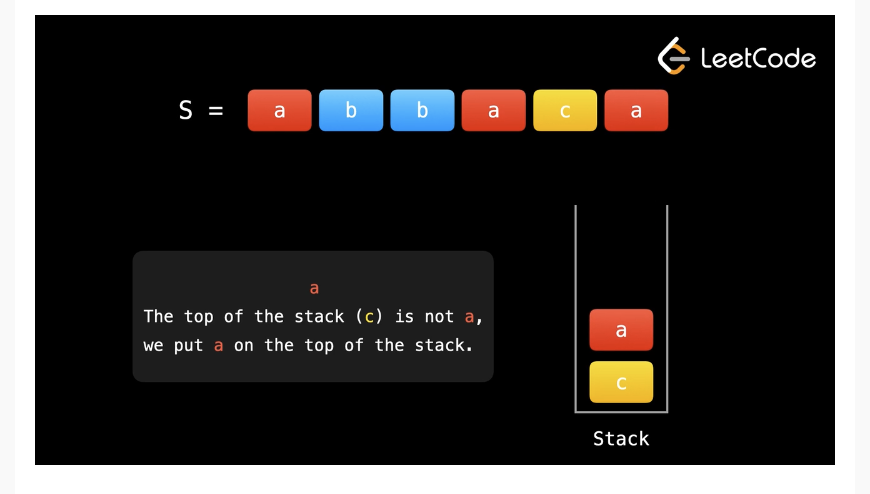 LeetCode
S = a b b a c a
a
The top of the stack (c) is not a,
we put a on the top of the stack.
a
c
Stack